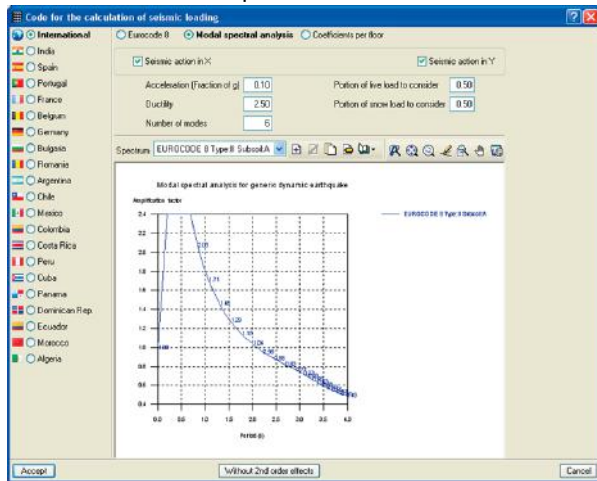 Code for the calculation of seismic loading
International
India
Spain
Portugal
France
Belgium
Germany
Bulgaria
Romania
Argentina
Chile
Mexico
Colombia
Costa Rica
Peru
Cuba
Panama
Dominican Rep.
Ecuador
Morocco
Algeria
Eurocode 8 Modal spectral analysis Coefficients per floor
Seismic action in X Seismic action in Y
Acceleration (Fraction of g) 0.10 Portion of live load to consider 0.50
Ductility 2.50 Portion of snow load to consider 0.50
Number of modes 6
Spectrum EUROCODE 8 Type II Subsoil:A
Modal spectral analysis for generic dynamic earthquake
Amplification factor
EUROCODE 8 Type II Subsoil:A
2.4
2.2
2.0
1.8
1.6
1.4
1.2
1.0
0.8
0.6
0.4
0.0 0.5 1.0 1.5 2.0 2.5 3.0 3.5 4.0
Period (s)
Accept Without 2nd order effects Cancel